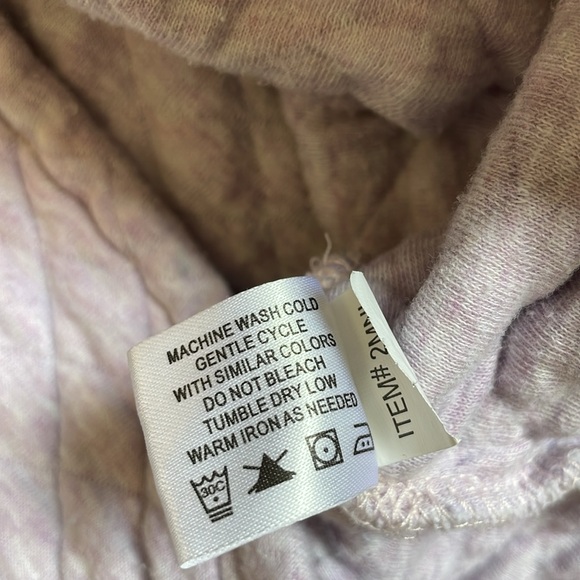 MACHINE WASH COLD
GENTLE CYCLE
WITH SIMILAR COLORS
DO NOT BLEACH
TUMBLE DRY LOW
WARM IRON AS NEEDED
30C
ITEM#